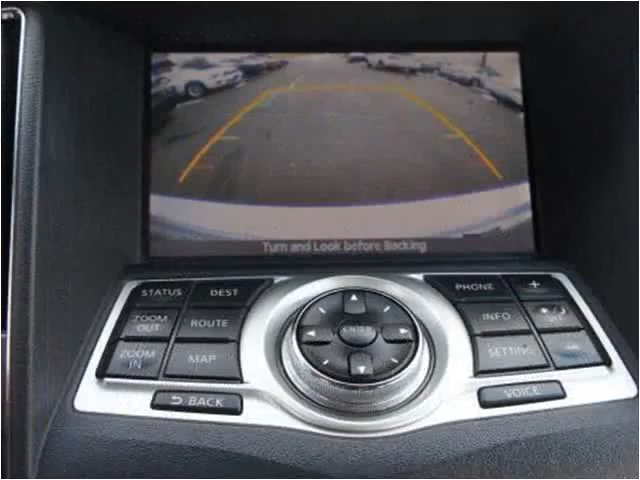 Turn and Look before Backing
STATUS
DEST
ZOOM OUT
ROUTE
ZOOM IN
MAP
BACK
ENTER
PHONE
+
INFO
SETTING
VOICE